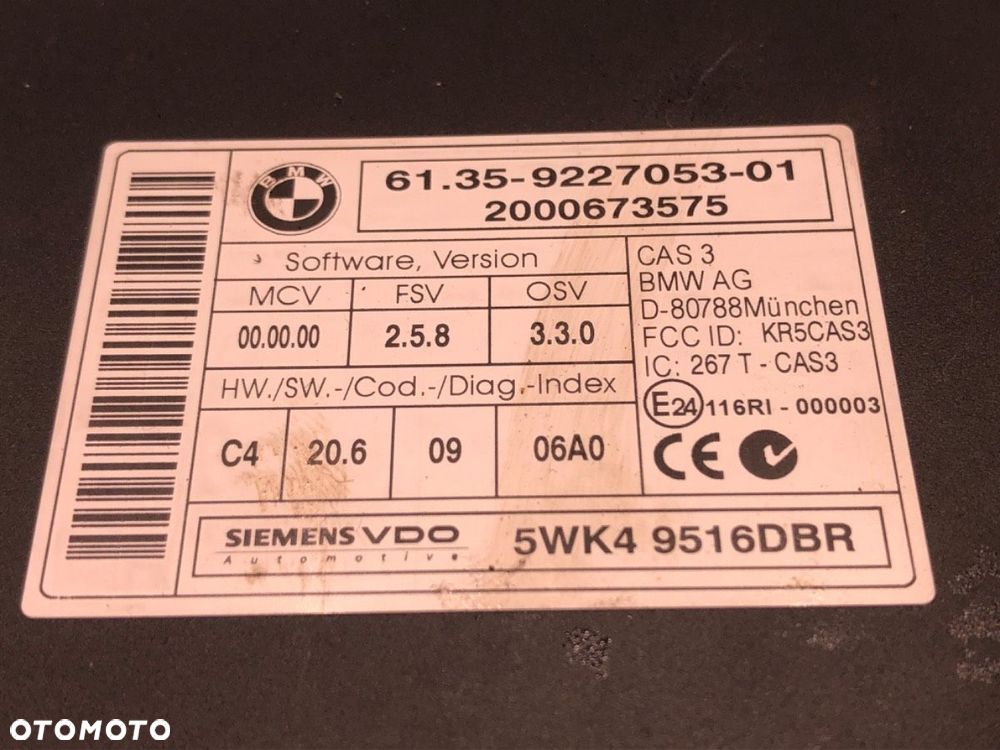 BMW
61.35-9227053-01
2000673575
Software, Version
MCV FSV OSV
00.00.00 2.5.8 3.3.0
HW./SW.-/Cod.-/Diag.-Index
C4 20.6 09 06A0
CAS 3
BMW AG
D-80788München
FCC ID: KR5CAS3
IC: 267 T - CAS3
E24 116RI - 000003
CE
SIEMENS VDO
Automotive
5WK4 9516DBR
OTOMOTO